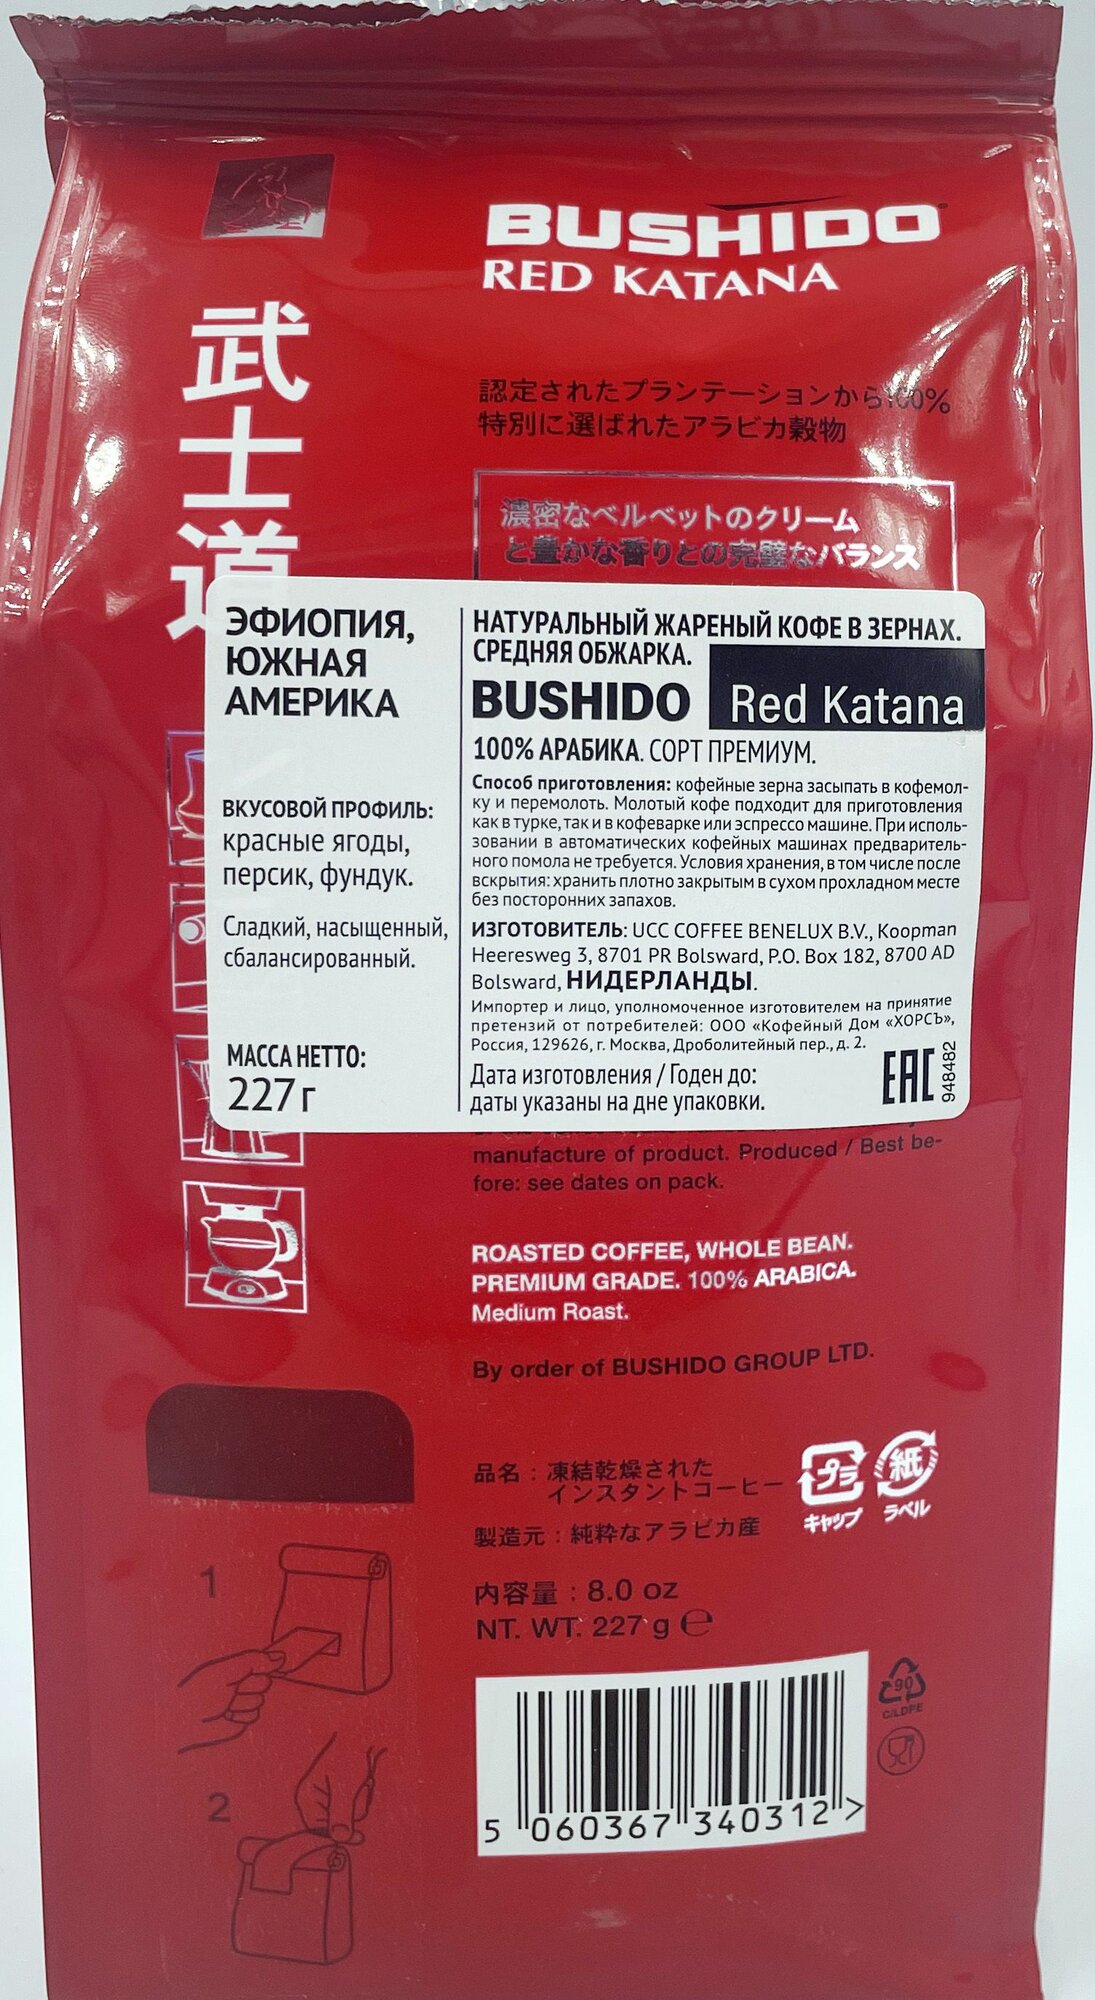 BUSHIDO
RED KATANA
武士道
認定されたプランテーションから100%
特別に選ばれたアラビカ穀物
濃密なベルベットのクリーム
と豊かな香りとの完璧なバランス
ЭФИОПИЯ,
ЮЖНАЯ
АМЕРИКА
ВКУСОВОЙ ПРОФИЛЬ:
красные ягоды,
персик, фундук.
Сладкий, насыщенный,
сбалансированный.
МАССА НЕТТО:
227г
НАТУРАЛЬНЫЙ ЖАРЕНЫЙ КОФЕ В ЗЕРНАХ.
СРЕДНЯЯ ОБЖАРКА.
BUSHIDO Red Katana
100% АРАБИКА. СОРТ ПРЕМИУМ.
Способ приготовления: кофейные зерна засыпать в кофемол-
ку и перемолоть. Молотый кофе подходит для приготовления
как в турке, так и в кофеварке или эспрессо машине. При исполь-
зовании в автоматических кофейных машинах предваритель-
ного помола не требуется. Условия хранения, в том числе после
вскрытия: хранить плотно закрытым в сухом прохладном месте
без посторонних запахов.
ИЗГОТОВИТЕЛЬ: UCC COFFEE BENELUX B.V., Koopman
Heeresweg 3, 8701 PR Bolsward, P.O. Box 182, 8700 AD
Bolsward, НИДЕРЛАНДЫ.
Импортер и лицо, уполномоченное изготовителем на принятие
претензий от потребителей: ООО «Кофейный Дом «ХОРСЪ»,
Россия, 129626, г. Москва, Дроболитейный пер., д. 2.
Дата изготовления / Годен до:
даты указаны на дне упаковки.
EAC
948482
manufacture of product. Produced / Best be-
fore: see dates on pack.
ROASTED COFFEE, WHOLE BEAN.
PREMIUM GRADE. 100% ARABICA.
Medium Roast.
By order of BUSHIDO GROUP LTD.
品名：凍結乾燥された
インスタントコーヒー
製造元：純粋なアラビカ産
プラ
キャップ
紙
ラベル
内容量：8.0 oz
NT. WT. 227 g ℮
90
C/LDPE
5 060367 340312 >
1
2